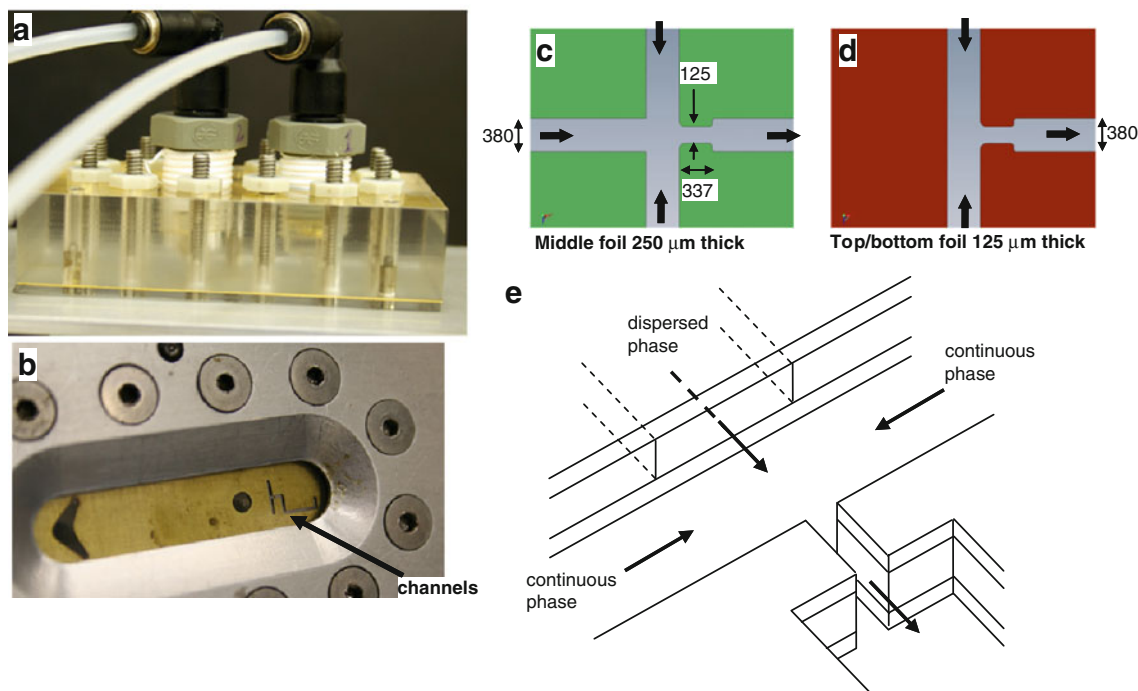 a
1
b
channels
c
125
380
337
Middle foil 250 μm thick
d
380
Top/bottom foil 125 μm thick
e
dispersed
phase
continuous
phase
continuous
phase